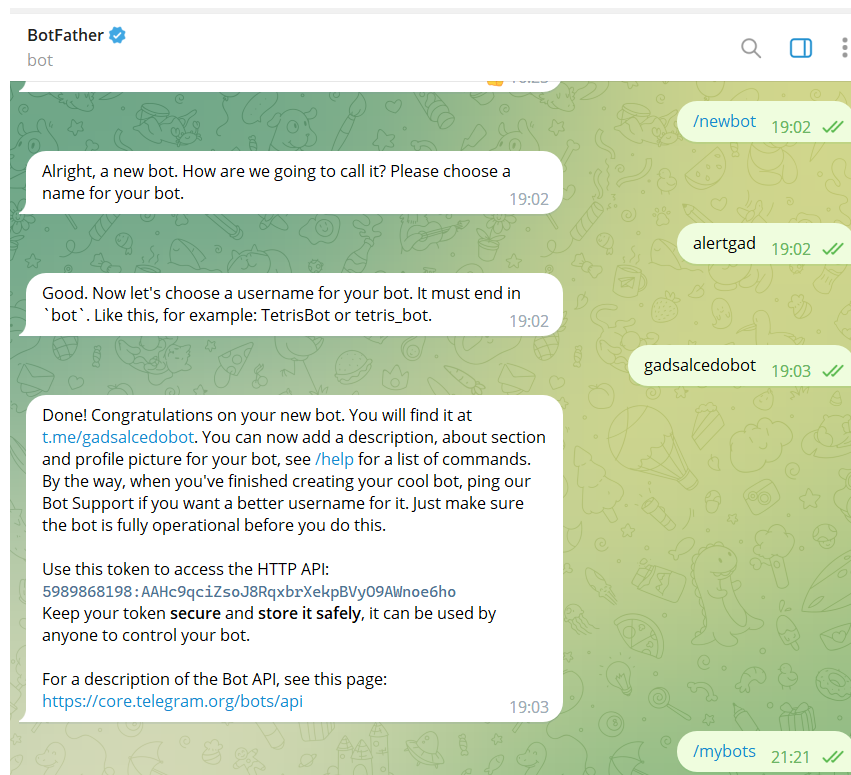 BotFather
bot
/newbot 19:02
Alright, a new bot. How are we going to call it? Please choose a
name for your bot.
19:02
alertgad 19:02
Good. Now let's choose a username for your bot. It must end in
`bot`. Like this, for example: TetrisBot or tetris_bot.
19:02
gadsalcedobot 19:03
Done! Congratulations on your new bot. You will find it at
t.me/gadsalcedobot. You can now add a description, about section
and profile picture for your bot, see /help for a list of commands.
By the way, when you've finished creating your cool bot, ping our
Bot Support if you want a better username for it. Just make sure
the bot is fully operational before you do this.
Use this token to access the HTTP API:
5989868198:AAHc9qciZsoJ8RqxbrXekpBVyO9AWnoe6ho
Keep your token secure and store it safely, it can be used by
anyone to control your bot.
For a description of the Bot API, see this page:
https://core.telegram.org/bots/api
19:03
/mybots 21:21